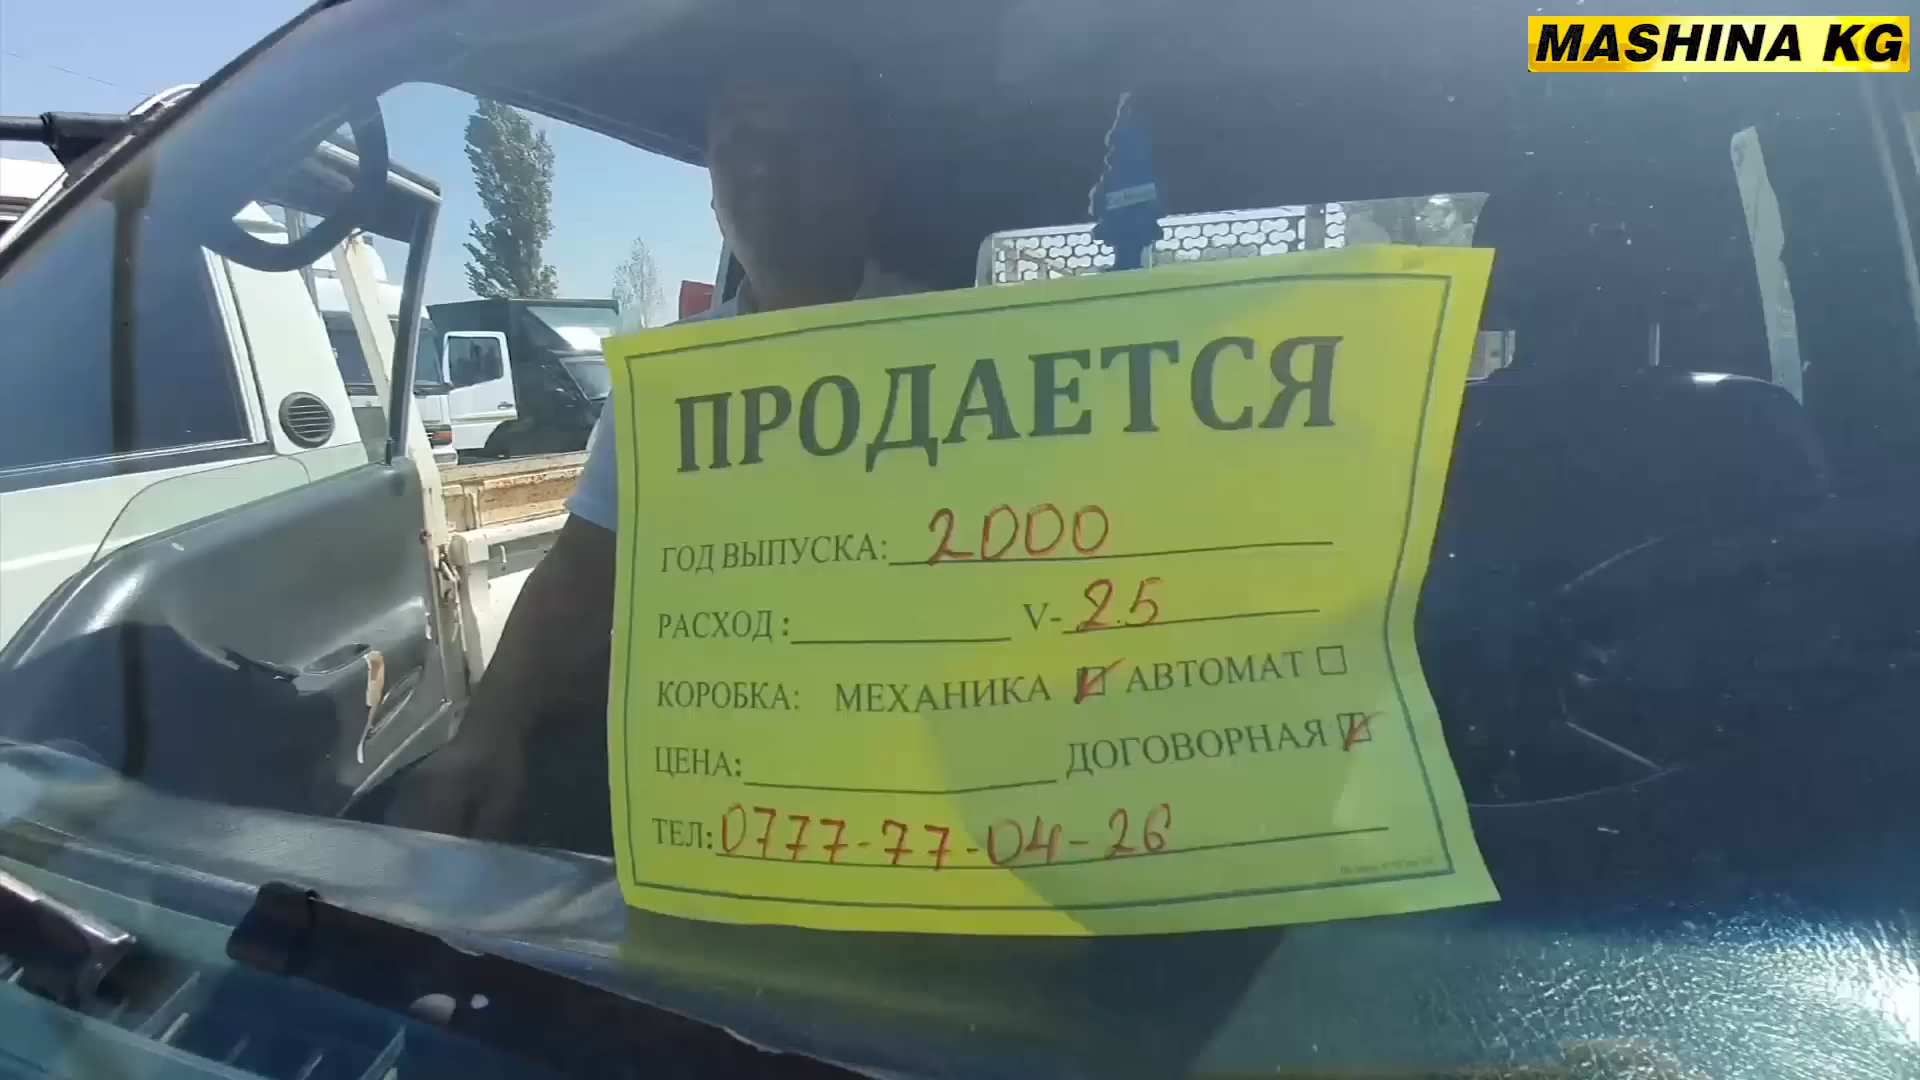 MASHINA KG
ПРОДАЕТСЯ
ГОД ВЫПУСКА: 2000
РАСХОД: V- 2.5
КОРОБКА: МЕХАНИКА АВТОМАТ
ЦЕНА: ДОГОВОРНАЯ
ТЕЛ: 0777-77-04-26